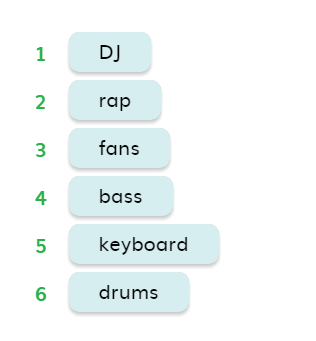 1 DJ
2 rap
3 fans
4 bass
5 keyboard
6 drums